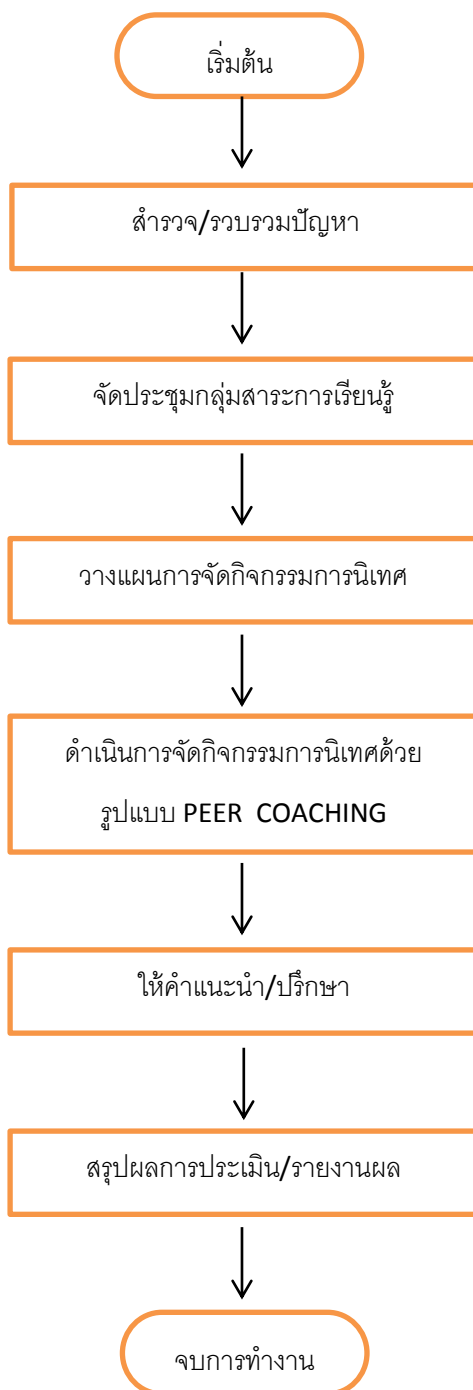 เริ่มต้น
สำรวจ/รวบรวมปัญหา
จัดประชุมกลุ่มสาระการเรียนรู้
วางแผนการจัดกิจกรรมการนิเทศ
ดำเนินการจัดกิจกรรมการนิเทศด้วย
รูปแบบ PEER COACHING
ให้คำแนะนำ/ปรึกษา
สรุปผลการประเมิน/รายงานผล
จบการทำงาน